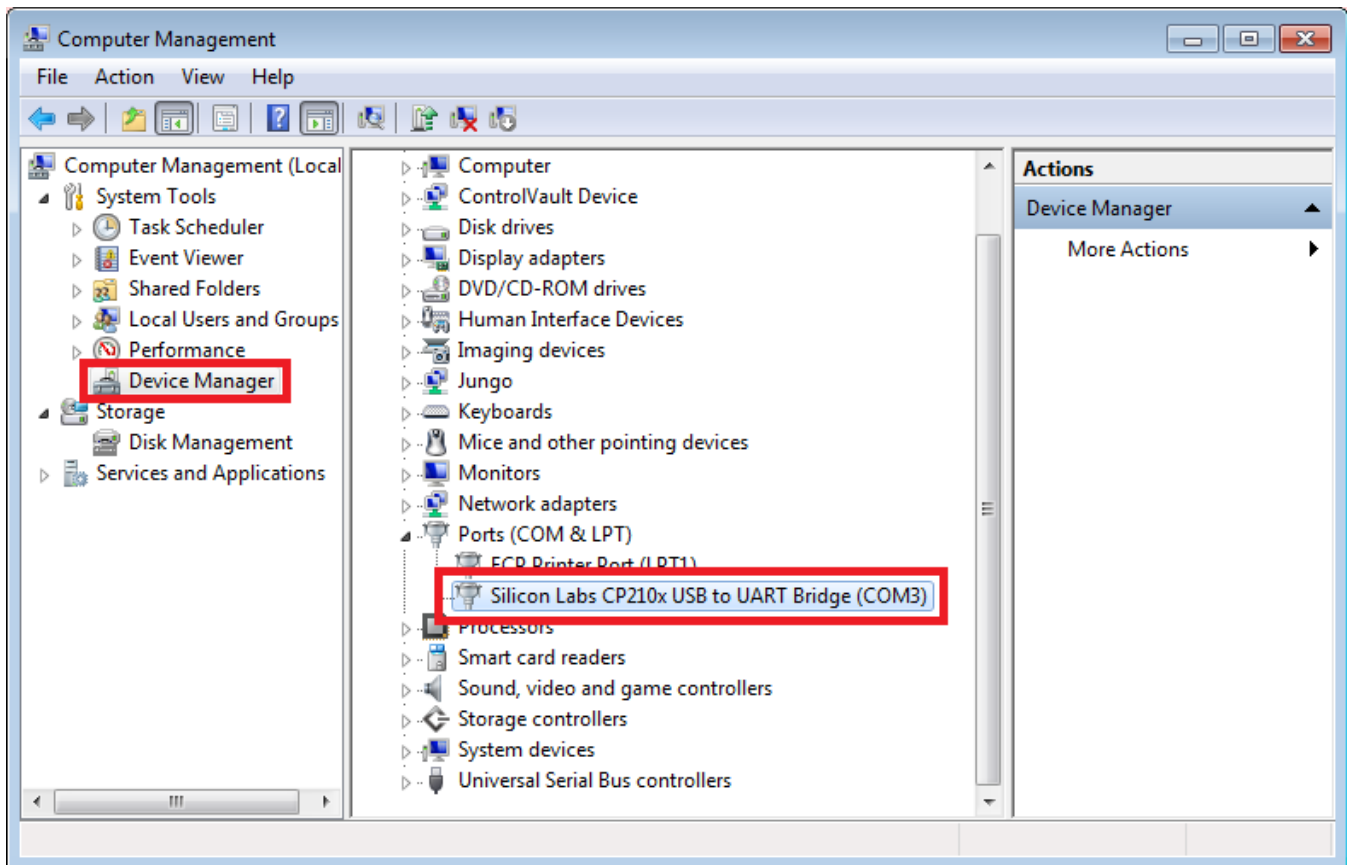 Computer Management
File Action View Help
Computer Management (Local
System Tools
Task Scheduler
Event Viewer
Shared Folders
Local Users and Groups
Performance
Device Manager
Storage
Disk Management
Services and Applications
Computer
ControlVault Device
Disk drives
Display adapters
DVD/CD-ROM drives
Human Interface Devices
Imaging devices
Jungo
Keyboards
Mice and other pointing devices
Monitors
Network adapters
Ports (COM & LPT)
ECP Printer Port (LPT1)
Silicon Labs CP210x USB to UART Bridge (COM3)
Processors
Smart card readers
Sound, video and game controllers
Storage controllers
System devices
Universal Serial Bus controllers
Actions
Device Manager
More Actions